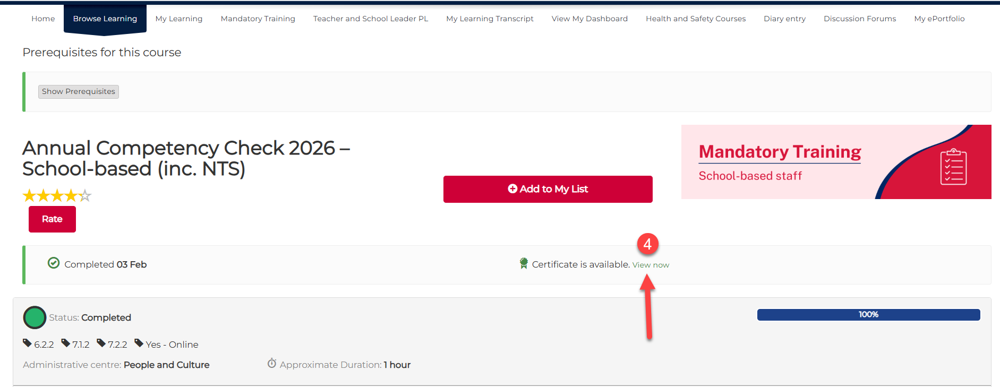 Home Browse Learning My Learning Mandatory Training Teacher and School Leader PL My Learning Transcript View My Dashboard Health and Safety Courses Diary entry Discussion Forums My ePortfolio
Prerequisites for this course
Show Prerequisites
Annual Competency Check 2026 –
School-based (inc. NTS)
Rate
Add to My List
Mandatory Training
School-based staff
4
Completed 03 Feb
Certificate is available. View now
Status: Completed
100%
6.2.2 7.1.2 7.2.2 Yes - Online
Administrative centre: People and Culture
Approximate Duration: 1 hour